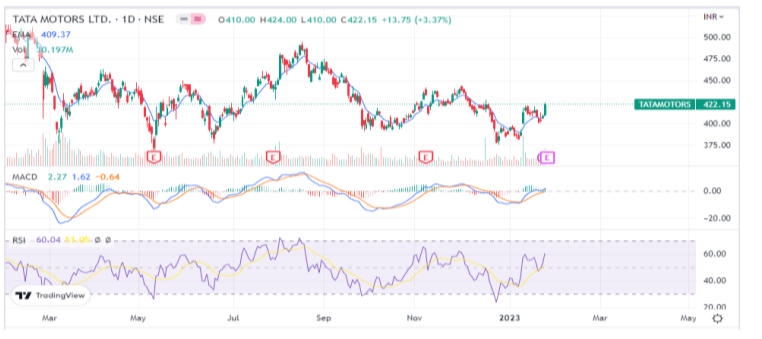 TATA MOTORS LTD. · 1D · NSE O410.00 H424.00 L410.00 C422.15 +13.75 (+3.37%)
INR
EMA 409.37
Vol
500.00
475.00
450.00
TATAMOTORS 422.15
400.00
375.00
E E E E
MACD 2.27 1.62 −0.64
0.00
−20.00
RSI 60.04 Ø Ø
60.00
40.00
20.00
TradingView
Mar May Jul Sep Nov 2023 Mar May